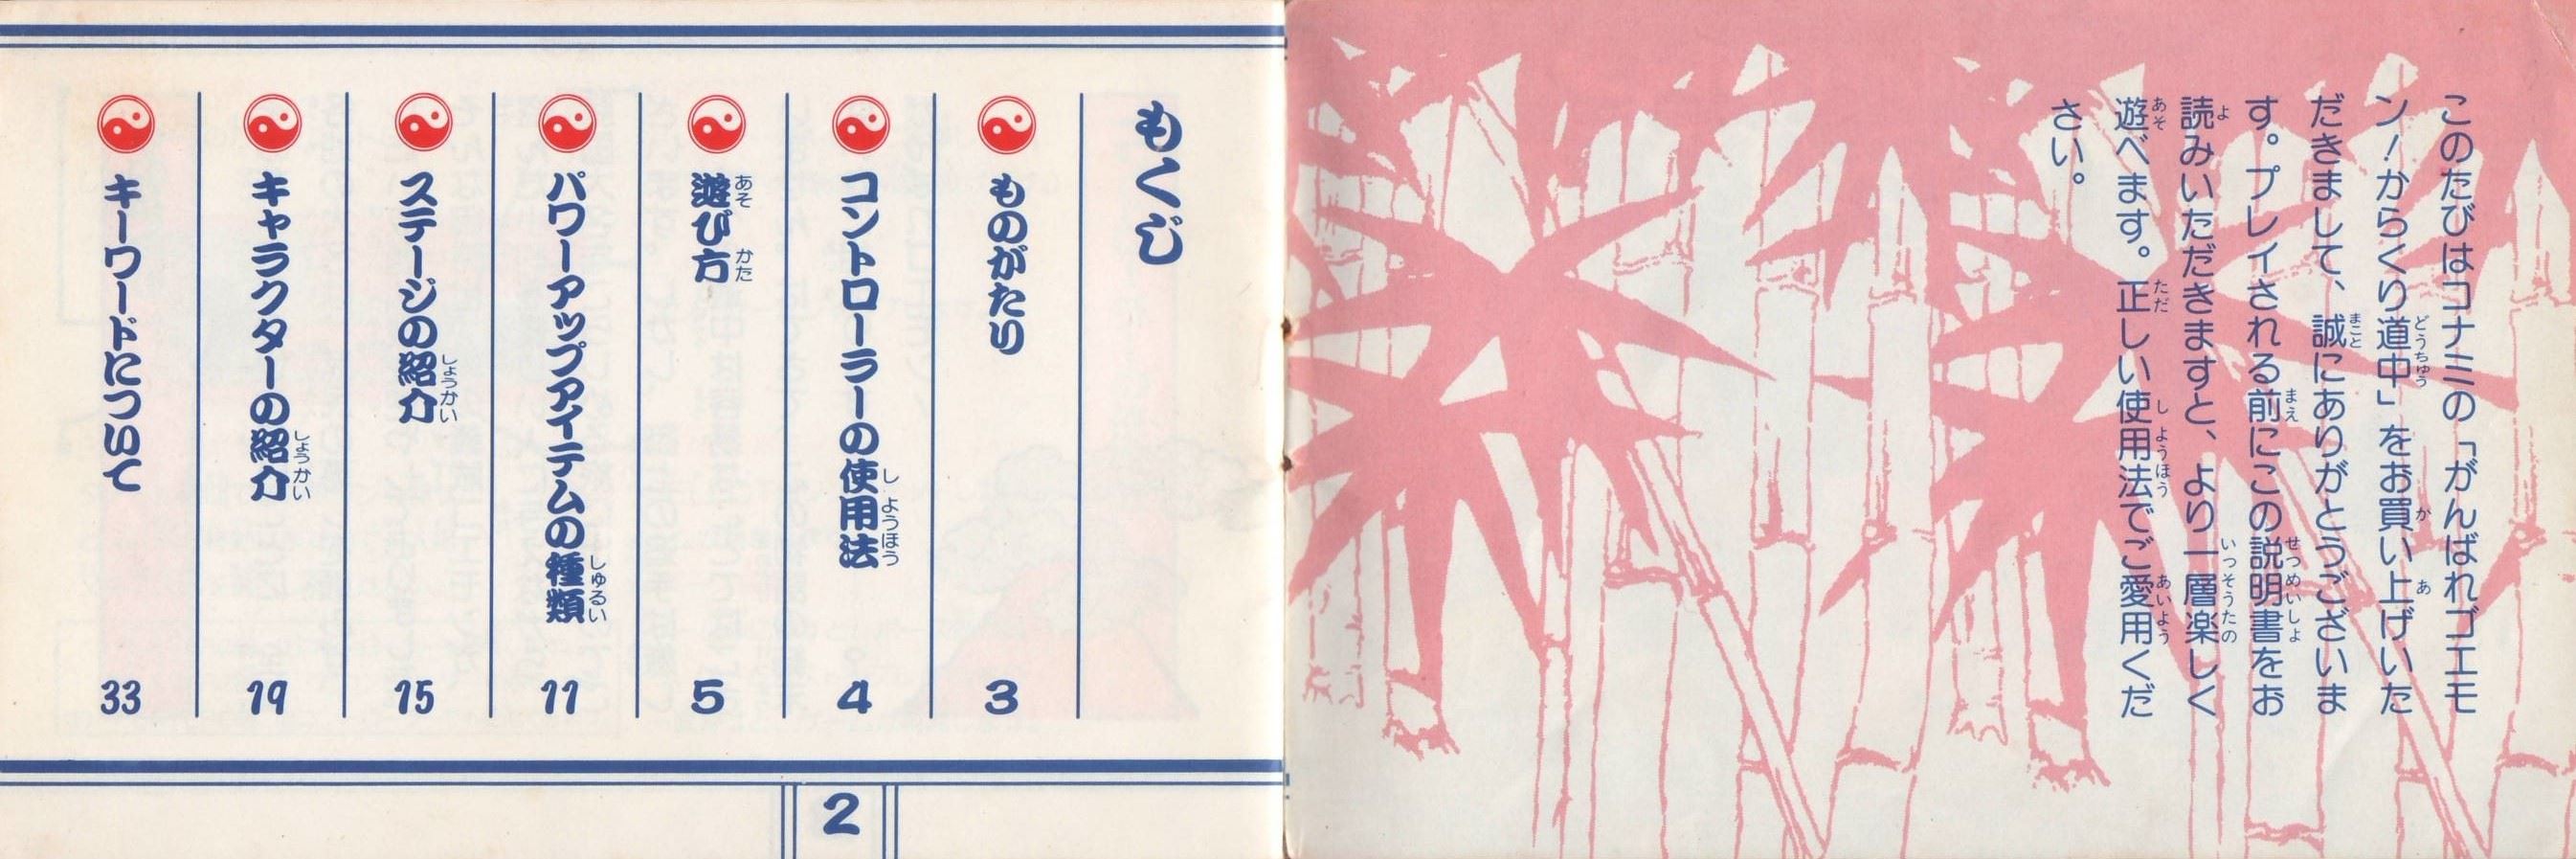 このたびはコナミの「がんばれゴエモ
ン！からくり道中」をお買い上げいた
だきまして、誠にありがとうございま
す。プレイされる前にこの説明書をお
読みいただきますと、より一層楽しく
遊べます。正しい使用法でご愛用くだ
さい。
もくじ
ものがたり 3
コントローラーの使用法 4
遊び方 5
パワーアップアイテムの種類 11
ステージの紹介 15
キャラクターの紹介 19
キーワードについて 33
2